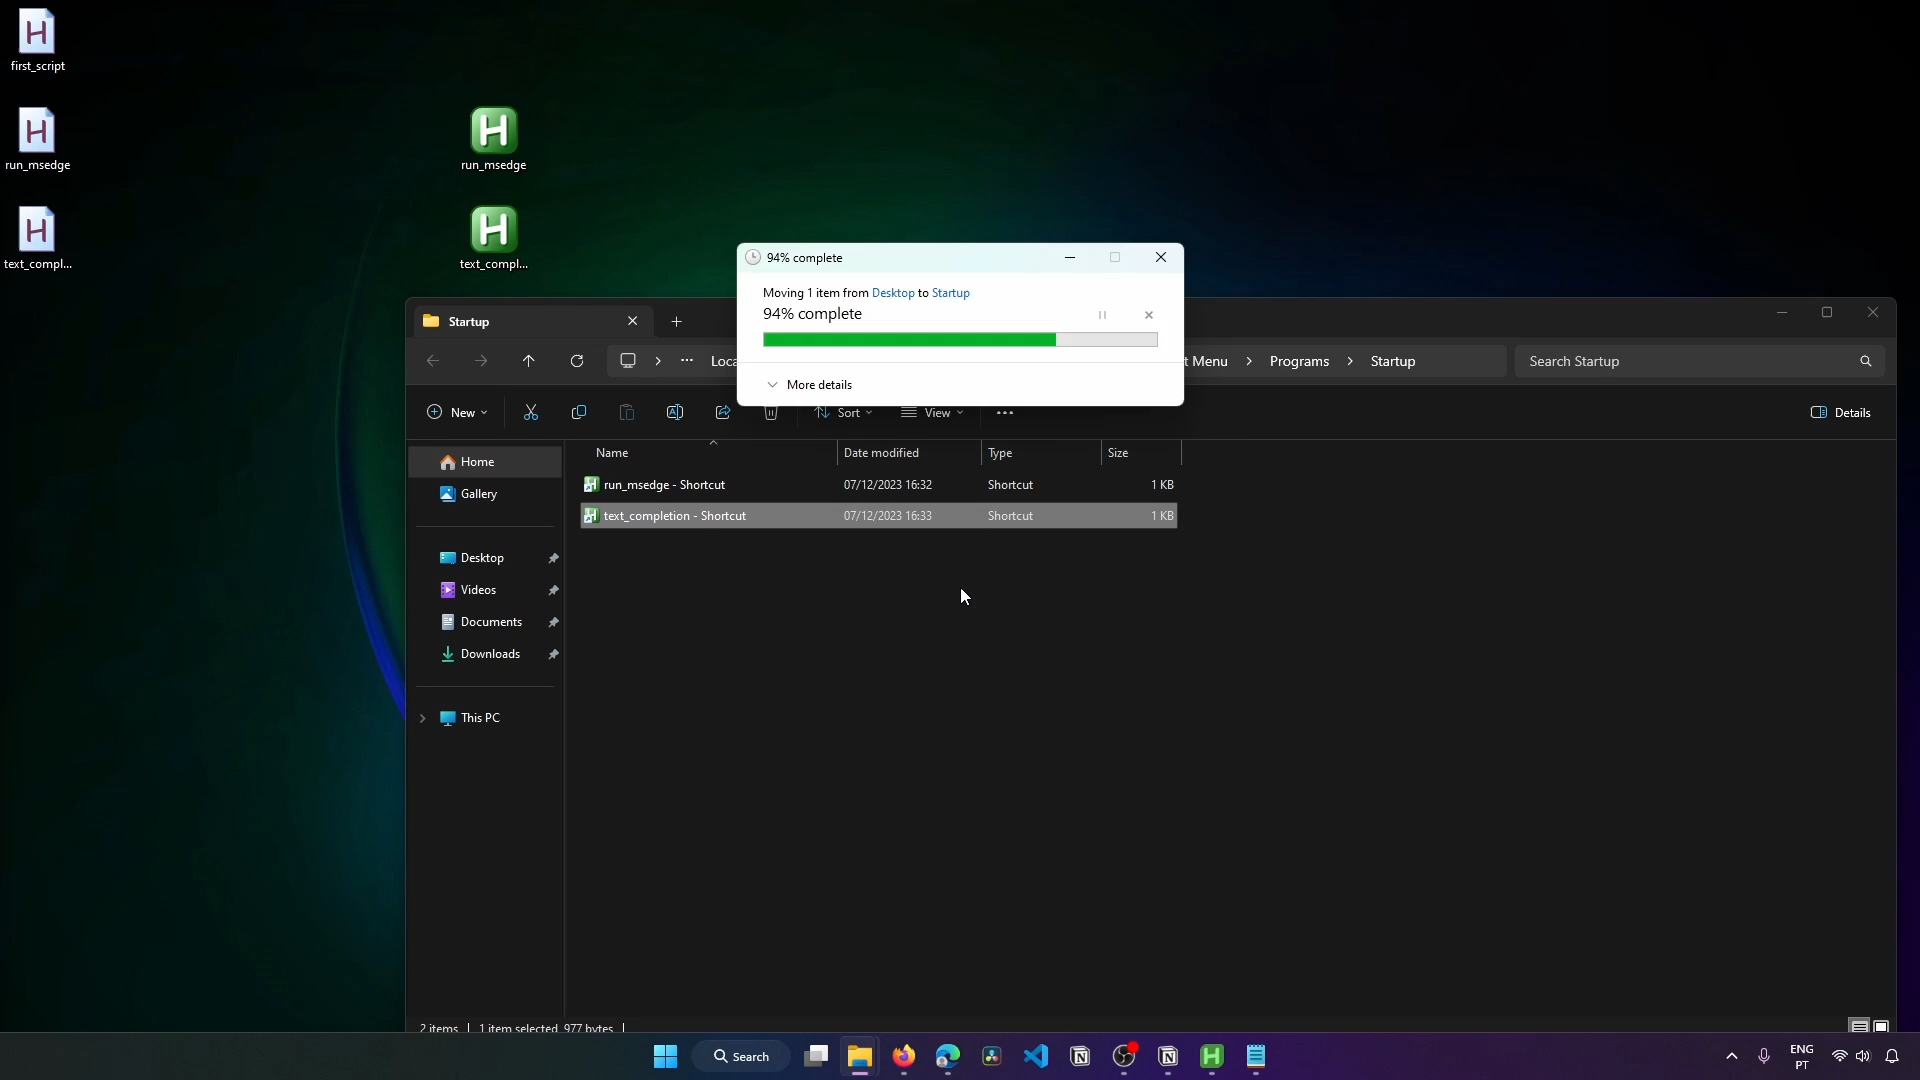 first_script
run_msedge
run_msedge
text_compl...
text_compl...
94% complete
Moving 1 item from Desktop to Startup
94% complete
More details
Startup
Loca
t Menu
Programs
Startup
Search Startup
New
Sort
View
Details
Name Date modified Type Size
run_msedge - Shortcut 07/12/2023 16:32 Shortcut 1 KB
text_completion - Shortcut 07/12/2023 16:33 Shortcut 1 KB
Home
Gallery
Desktop
Videos
Documents
Downloads
This PC
2 items 1 item selected 977 bytes
Search
ENG
PT